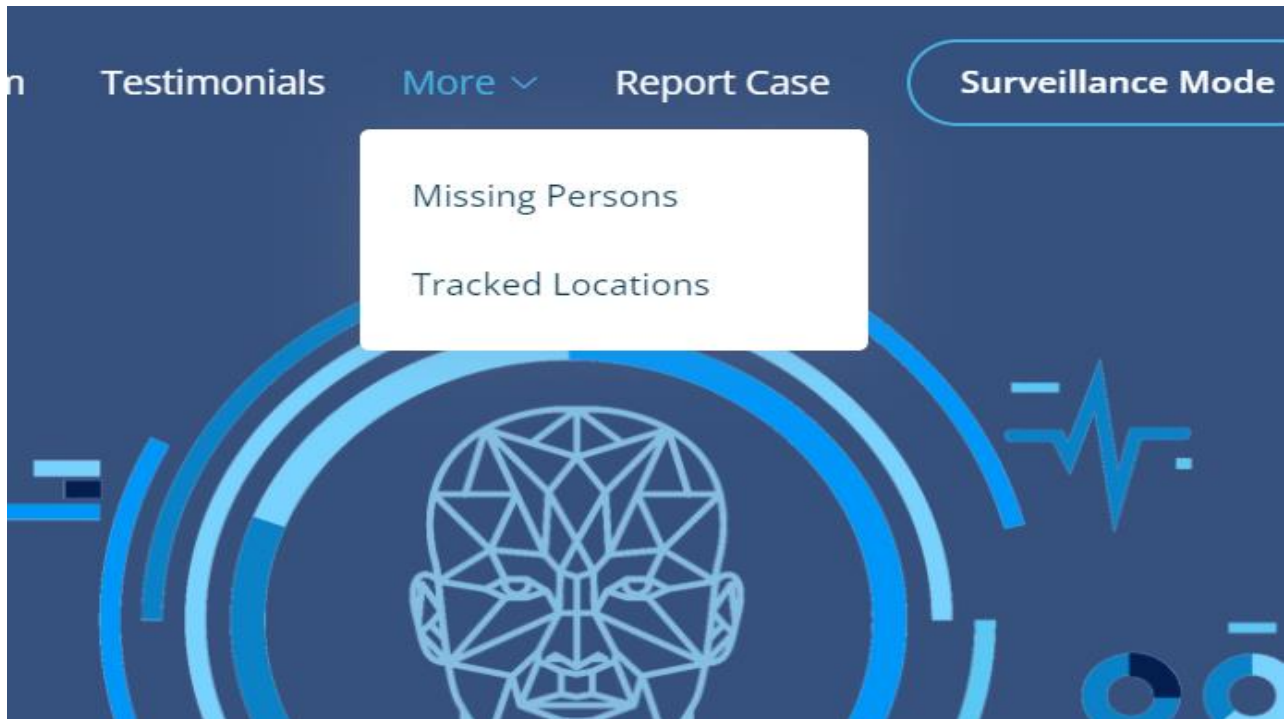 Testimonials More Report Case Surveillance Mode
Missing Persons
Tracked Locations